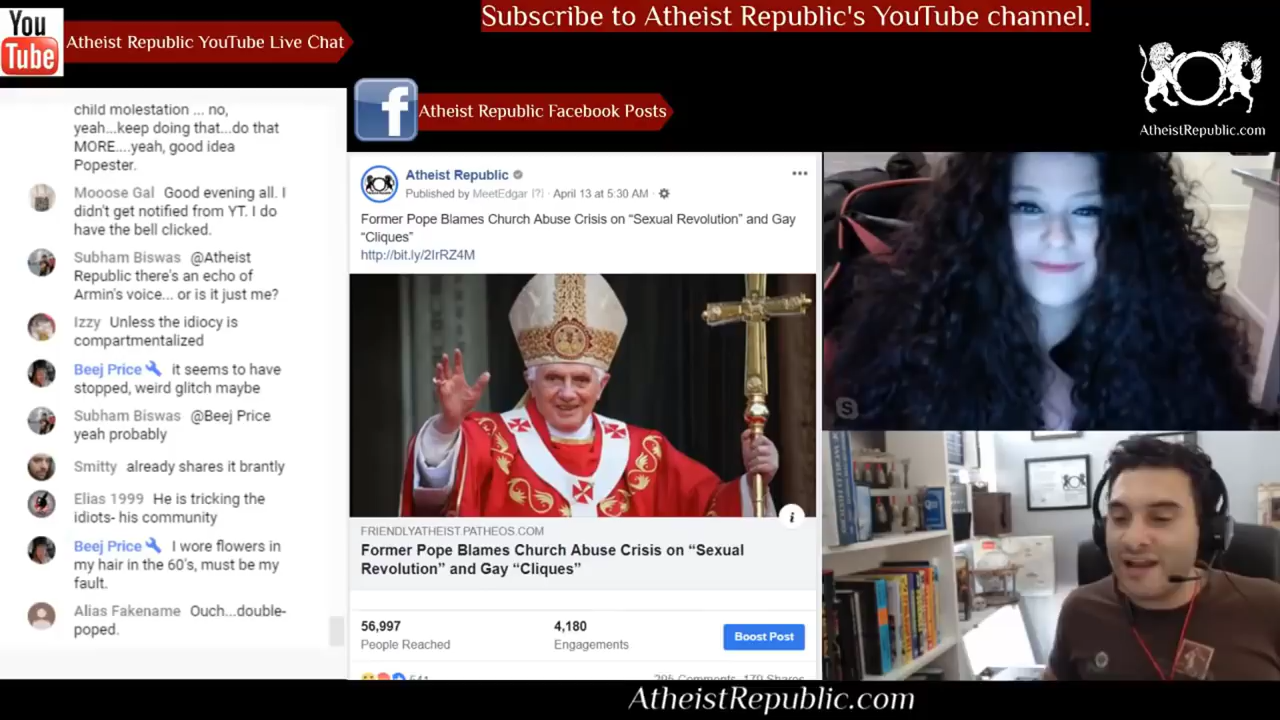 Subscribe to Atheist Republic's YouTube channel.
You
Tube
Atheist Republic YouTube Live Chat
AtheistRepublic.com
Atheist Republic Facebook Posts
child molestation ... no,
yeah...keep doing that...do that
MORE....yeah, good idea
Popester.
Mooose Gal Good evening all. I
didn't get notified from YT. I do
have the bell clicked.
Subham Biswas @Atheist
Republic there's an echo of
Armin's voice... or is it just me?
Izzy Unless the idiocy is
compartmentalized
Beej Price it seems to have
stopped, weird glitch maybe
Subham Biswas @Beej Price
yeah probably
Smitty already shares it brantly
Elias 1999 He is tricking the
idiots- his community
Beej Price I wore flowers in
my hair in the 60's, must be my
fault.
Alias Fakename Ouch...double-
poped.
Atheist Republic
Published by MeetEdgar [?] · April 13 at 5:30 AM ·
Former Pope Blames Church Abuse Crisis on “Sexual Revolution” and Gay
“Cliques”
http://bit.ly/2IrRZ4M
FRIENDLYATHEIST.PATHEOS.COM
Former Pope Blames Church Abuse Crisis on “Sexual
Revolution” and Gay “Cliques”
56,997
People Reached
4,180
Engagements
Boost Post
AtheistRepublic.com